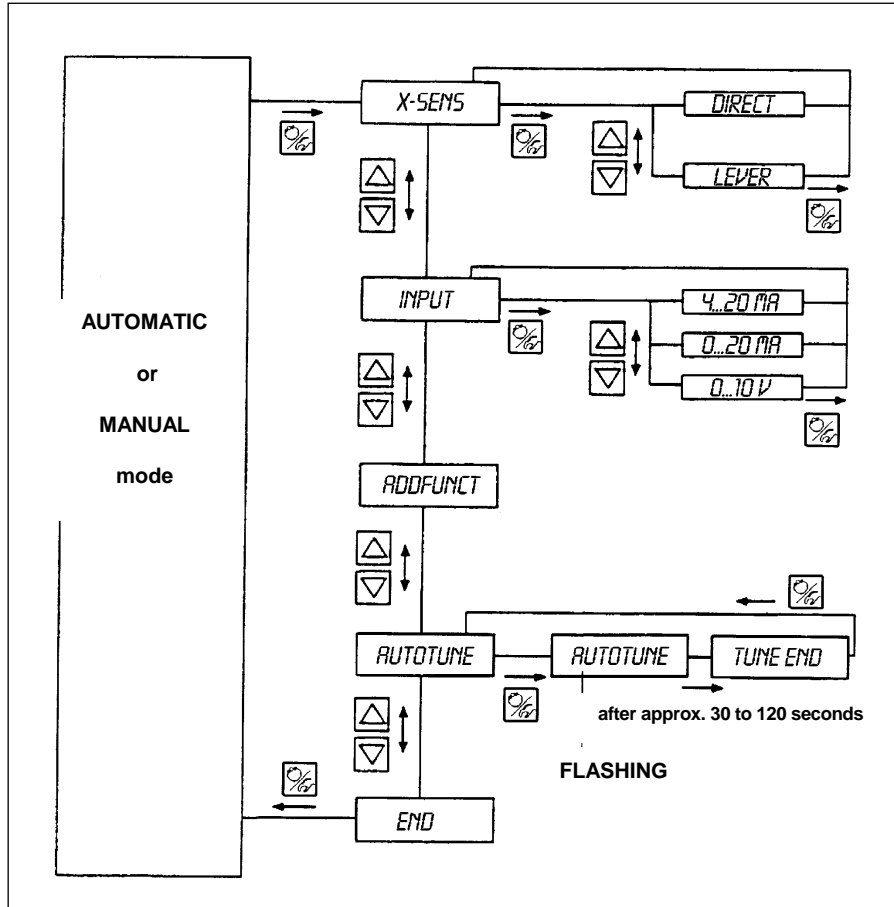 X-SENS
DIRECT
LEVER
INPUT
4...20 MA
0...20 MA
0...10 V
AUTOMATIC
or
MANUAL
mode
ADDFUNCT
AUTOTUNE
AUTOTUNE
TUNE END
after approx. 30 to 120 seconds
FLASHING
END